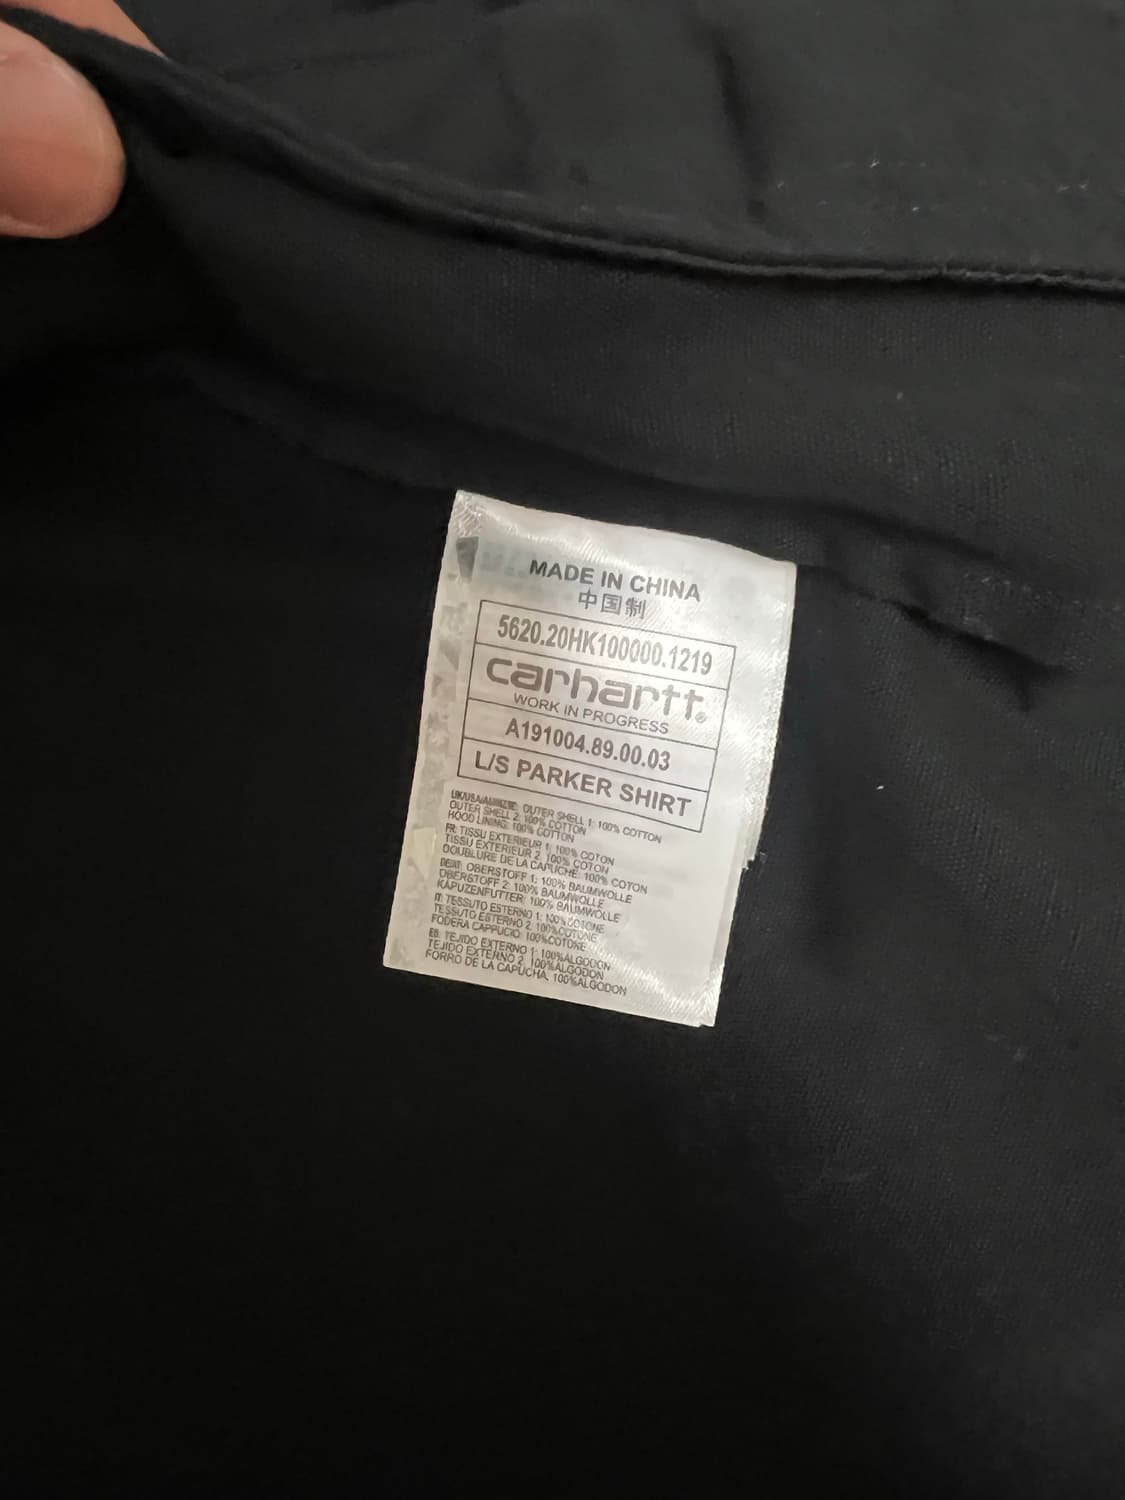 MADE IN CHINA
中国制
5620.20HK100000.1219
carhartt®
WORK IN PROGRESS
A191004.89.00.03
L/S PARKER SHIRT
OUTER SHELL 1: 100% COTTON
OUTER SHELL 2: 100% COTTON
HOOD LINING: 100% COTTON
FR: TISSU EXTERIEUR 1: 100% COTON
TISSU EXTERIEUR 2: 100% COTON
DOUBLURE DE LA CAPUCHE: 100% COTON
DE/AT: OBERSTOFF 1: 100% BAUMWOLLE
OBERSTOFF 2: 100% BAUMWOLLE
KAPUZENFUTTER: 100% BAUMWOLLE
IT: TESSUTO ESTERNO 1: 100%COTONE
TESSUTO ESTERNO 2: 100%COTONE
FODERA CAPPUCIO: 100%COTONE
ES: TEJIDO EXTERNO 1: 100%ALGODON
TEJIDO EXTERNO 2: 100%ALGODON
FORRO DE LA CAPUCHA, 100%ALGODON